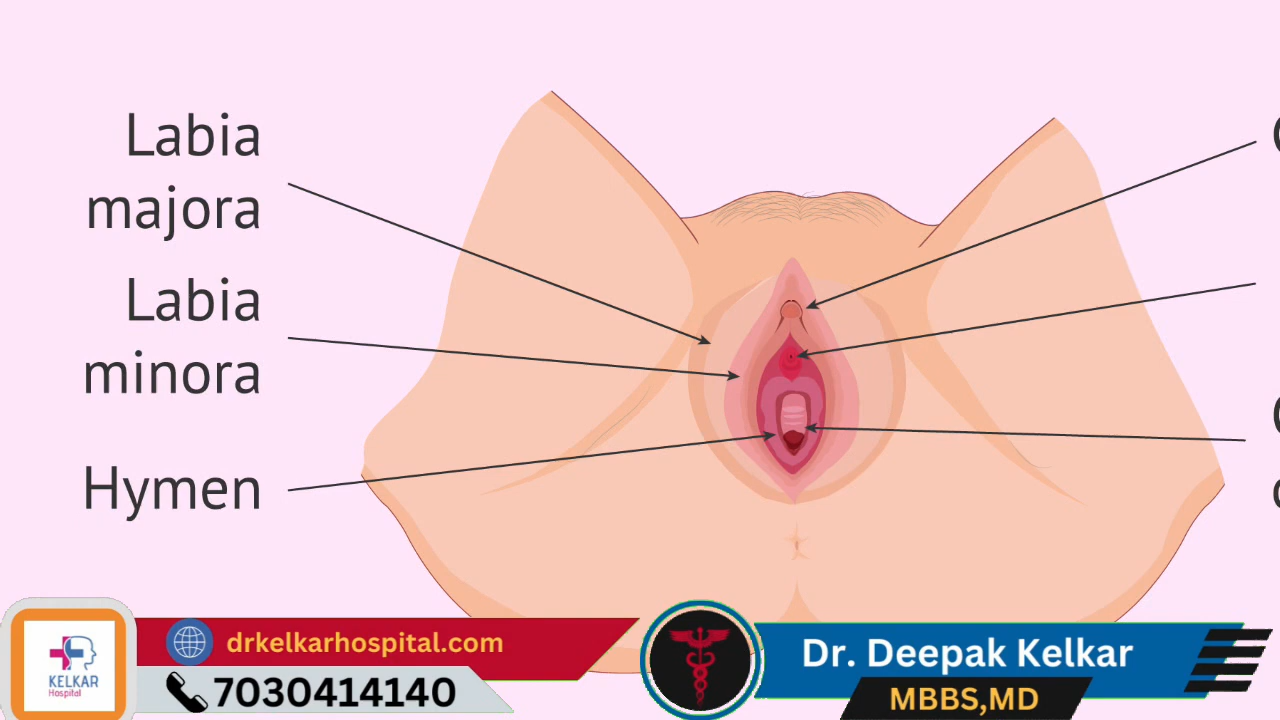 Labia
majora
Labia
minora
Hymen
drkelkarhospital.com
7030414140
KELKAR
Hospital
Dr. Deepak Kelkar
MBBS,MD